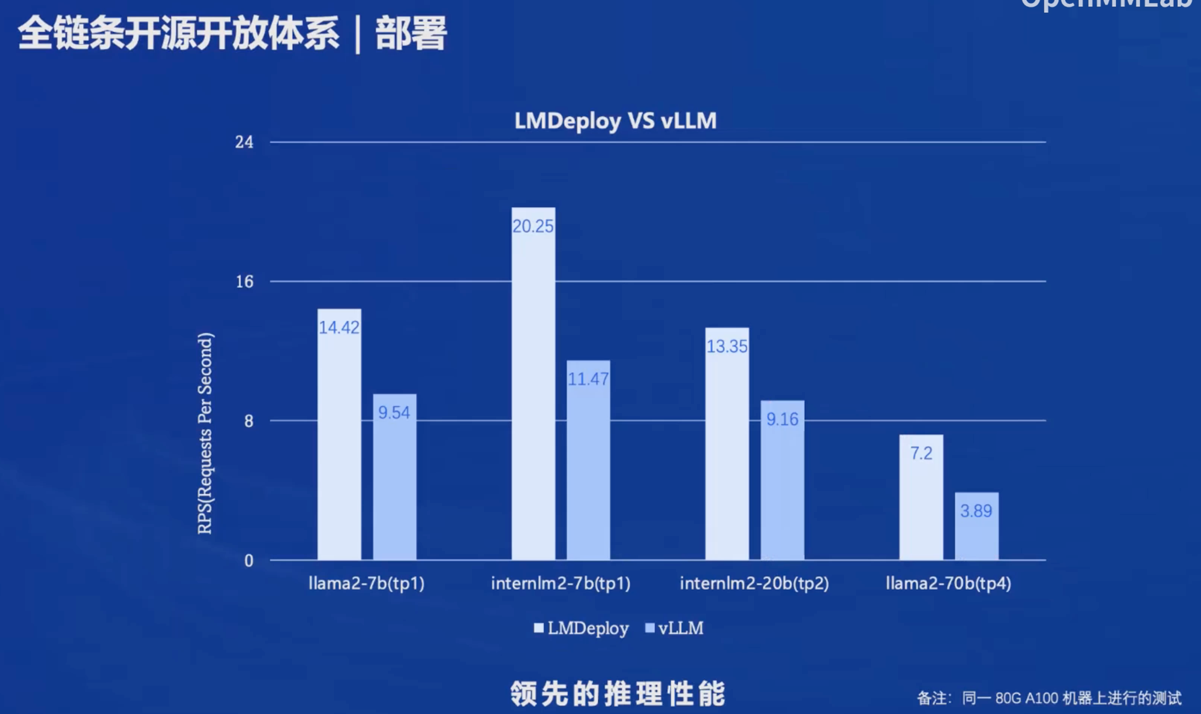 OpenMMLab
全链条开源开放体系｜部署
LMDeploy VS vLLM
24
16
8
0
RPS(Requests Per Second)
14.42
9.54
20.25
11.47
13.35
9.16
7.2
3.89
llama2-7b(tp1)
internlm2-7b(tp1)
internlm2-20b(tp2)
llama2-70b(tp4)
LMDeploy
vLLM
领先的推理性能
备注：同一 80G A100 机器上进行的测试